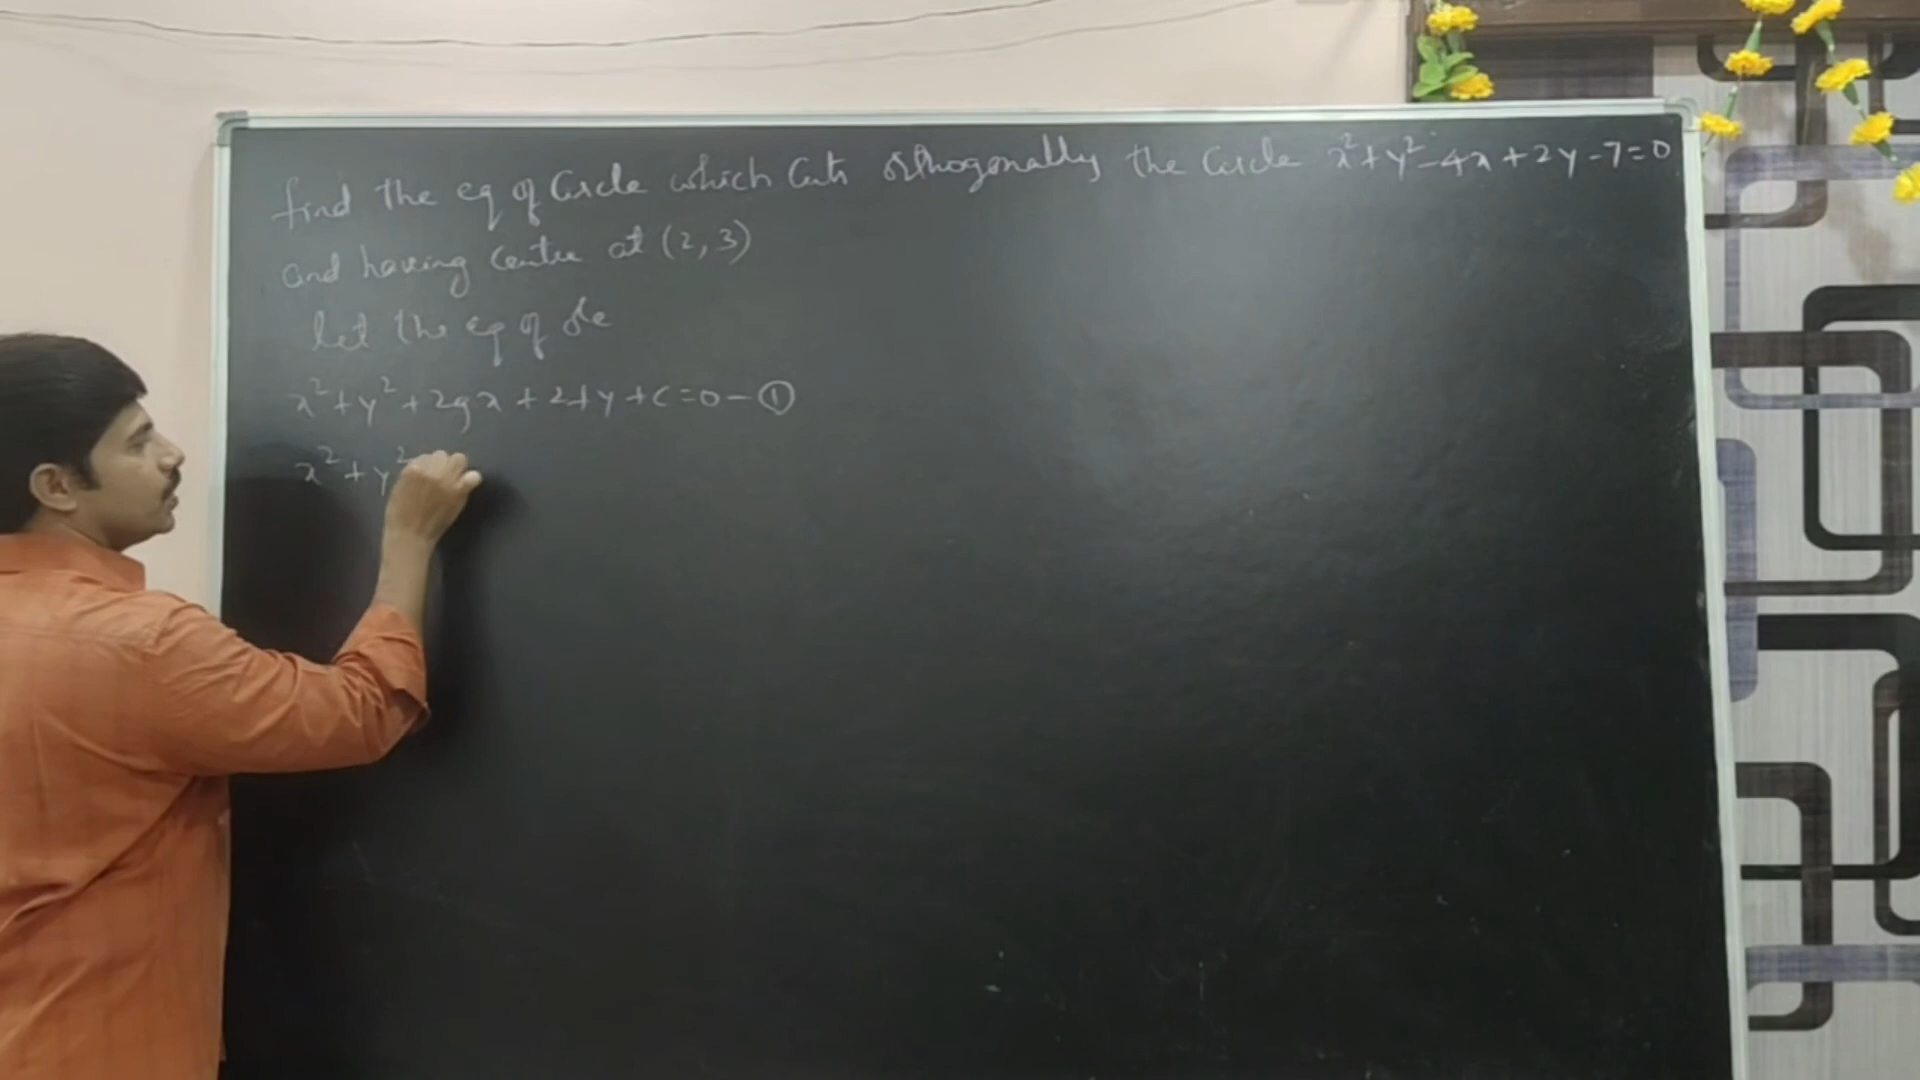 find the eq of Circle which Cuts orthogonally the Circle x²+y²-4x+2y-7=0
and having centre at (2,3)
let the eq of
x²+y²+2gx+2fy+c=0-①
x²+y²